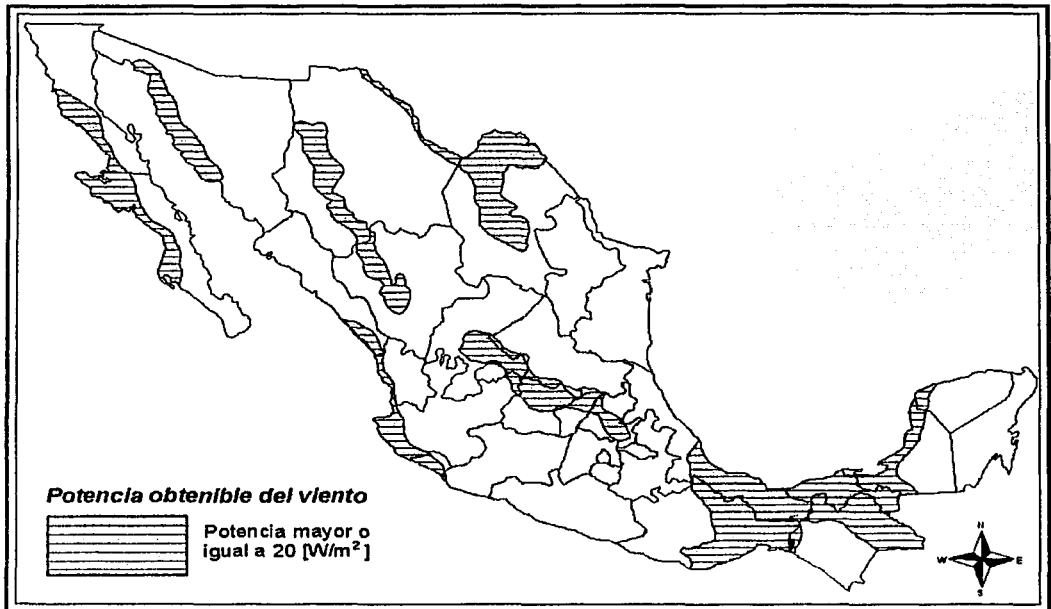 Potencia obtenible del viento
Potencia mayor o
igual a 20 [W/m²]
N
W E
S